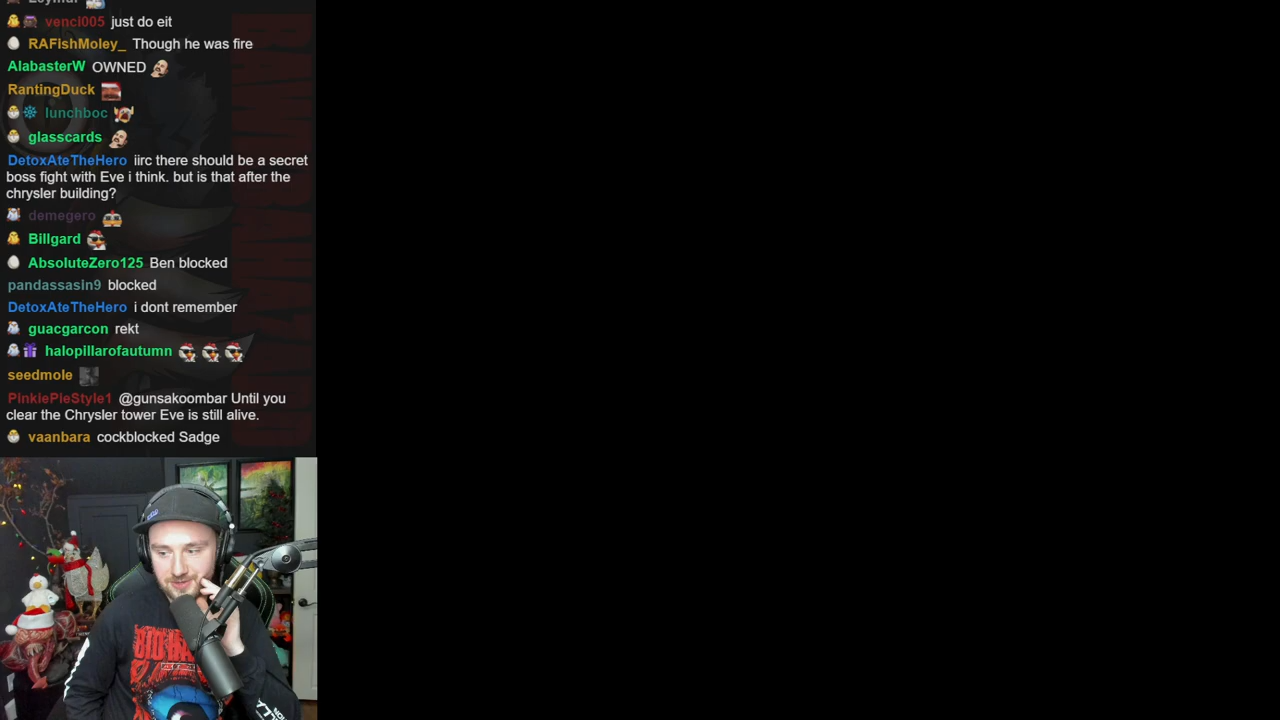 venci005 just do eit
RAFishMoley_ Though he was fire
AlabasterW OWNED
RantingDuck
lunchboc
glasscards
DetoxAteTheHero iirc there should be a secret
boss fight with Eve i think. but is that after the
chrysler building?
demegero
Billgard
AbsoluteZero125 Ben blocked
pandassasin9 blocked
DetoxAteTheHero i dont remember
guacgarcon rekt
halopillarofautumn
seedmole
PinkiePieStyle1 @gunsakoombar Until you
clear the Chrysler tower Eve is still alive.
vaanbara cockblocked Sadge